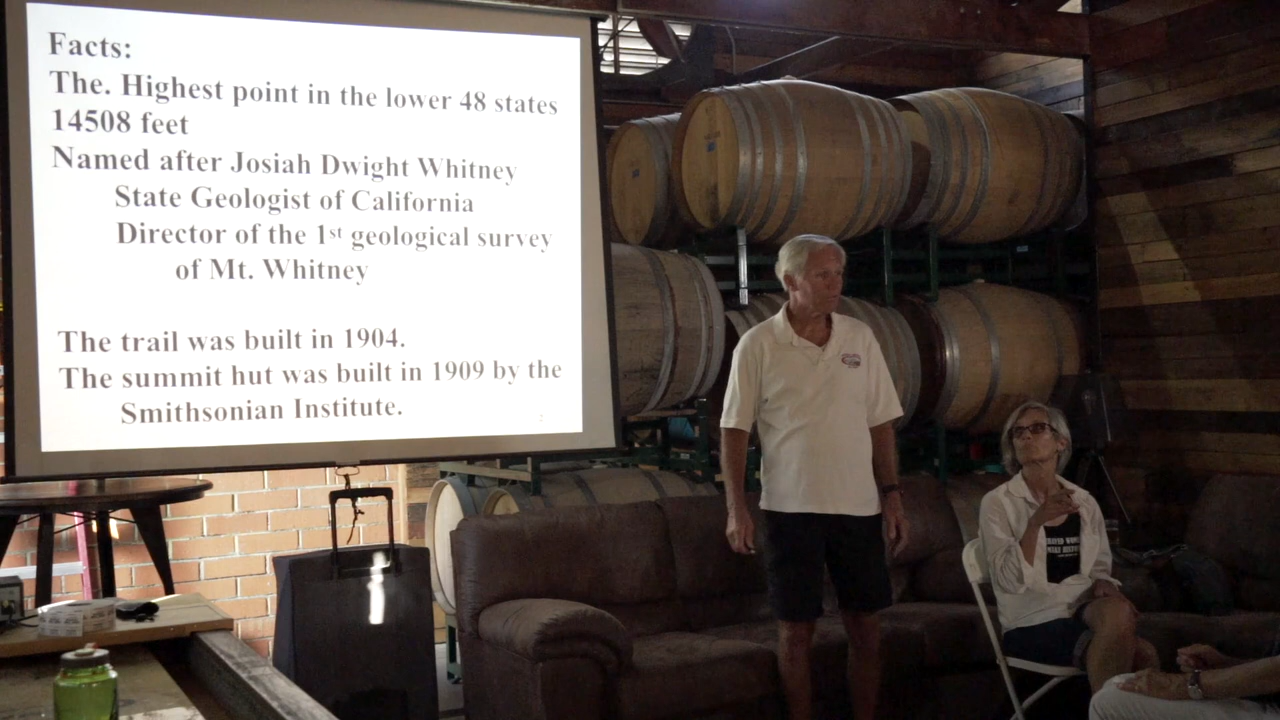 Facts:
The. Highest point in the lower 48 states
14508 feet
Named after Josiah Dwight Whitney
State Geologist of California
Director of the 1st geological survey
of Mt. Whitney
The trail was built in 1904.
The summit hut was built in 1909 by the
Smithsonian Institute.